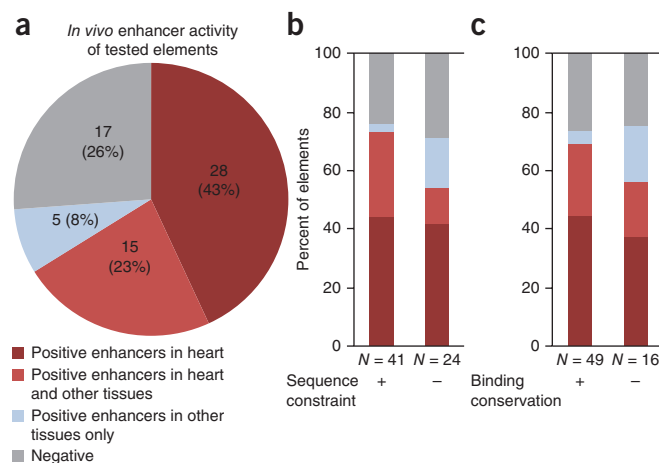 a
In vivo enhancer activity
of tested elements
28
(43%)
15
(23%)
5 (8%)
17
(26%)
Positive enhancers in heart
Positive enhancers in heart
and other tissues
Positive enhancers in other
tissues only
Negative
b
Percent of elements
100
80
60
40
20
0
N = 41 N = 24
Sequence
constraint
+ –
c
100
80
60
40
20
0
N = 49 N = 16
Binding
conservation
+ –